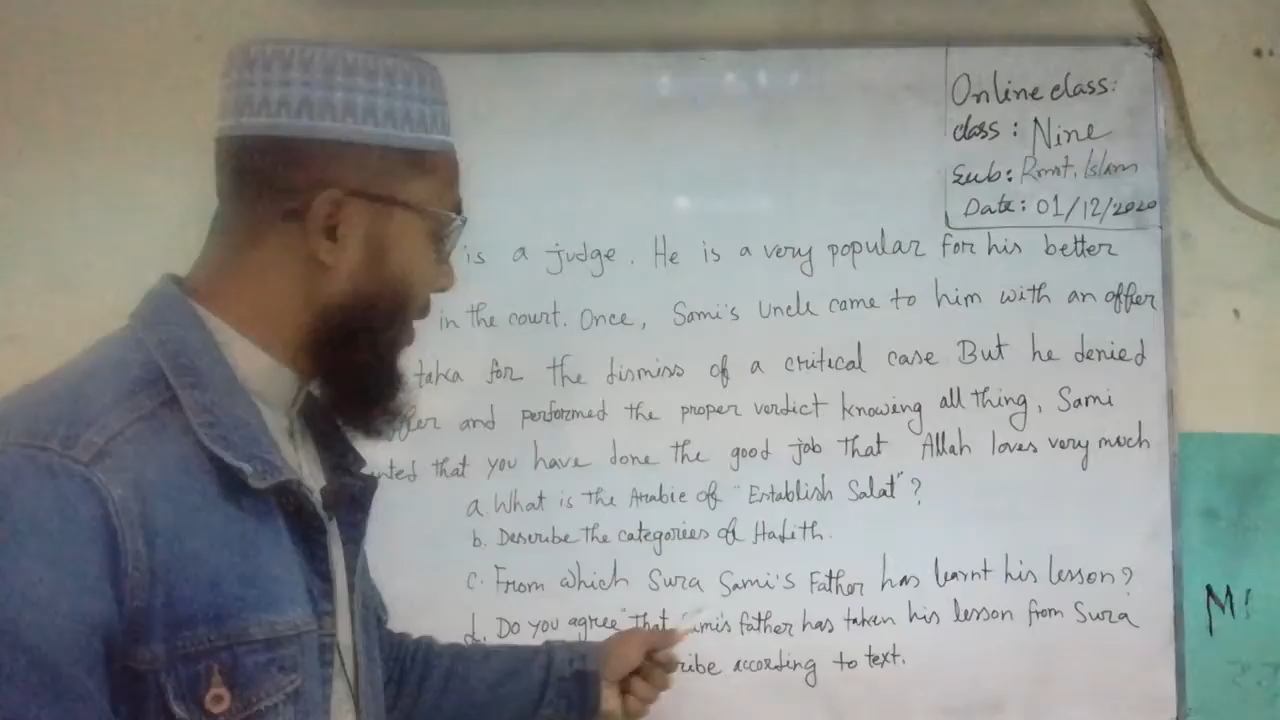 Online class:
class: Nine
Sub: Rmot. Islam
Date: 01/12/2020
is a judge. He is a very popular for his better
in the court. Once, Sami's Uncle came to him with an offer
taka for the dismiss of a critical case But he denied
and performed the proper verdict knowing all thing, Sami
that you have done the good job that Allah loves very much
a. What is the Arabic of "Establish Salat"?
b. Describe the categories of Hadith.
c. From which Sura Sami's Father has learnt his lesson?
d. Do you agree that Sami's father has taken his lesson from Sura
according to text.
M